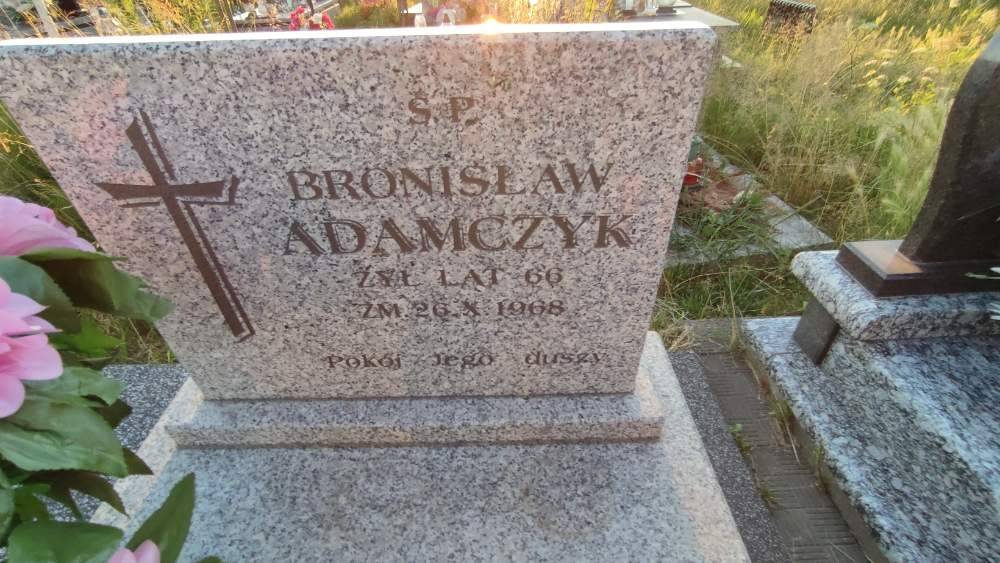 Ś.P.
BRONISŁAW
ADAMCZYK
ŻYŁ LAT 66
ZM. 26.X 1968
Pokój Jego duszy